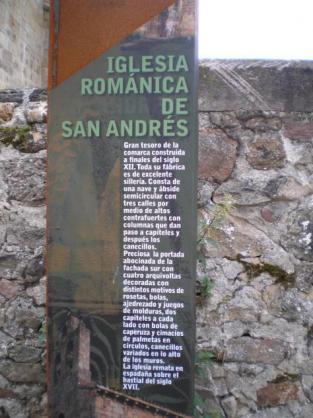 IGLESIA
ROMÁNICA
DE
SAN ANDRÉS
Gran tesoro de la
comarca construida
a finales del siglo
XII. Toda su fábrica
es de excelente
sillería. Consta de
una nave y ábside
semicircular con
tres calles por
medio de altos
contrafuertes con
columnas que dan
paso a capiteles y
después los
canecillos.
Preciosa la portada
abocinada de la
fachada sur con
cuatro arquivoltas
decoradas con
distintos motivos de
rosetas, bolas,
ajedrezado y juegos
de molduras, dos
capiteles a cada
lado con bolas de
caperuza y cimacios
de palmetas en
círculos, canecillos
variados en lo alto
de los muros.
La iglesia remata en
espadaña sobre el
hastial del siglo
XVII.